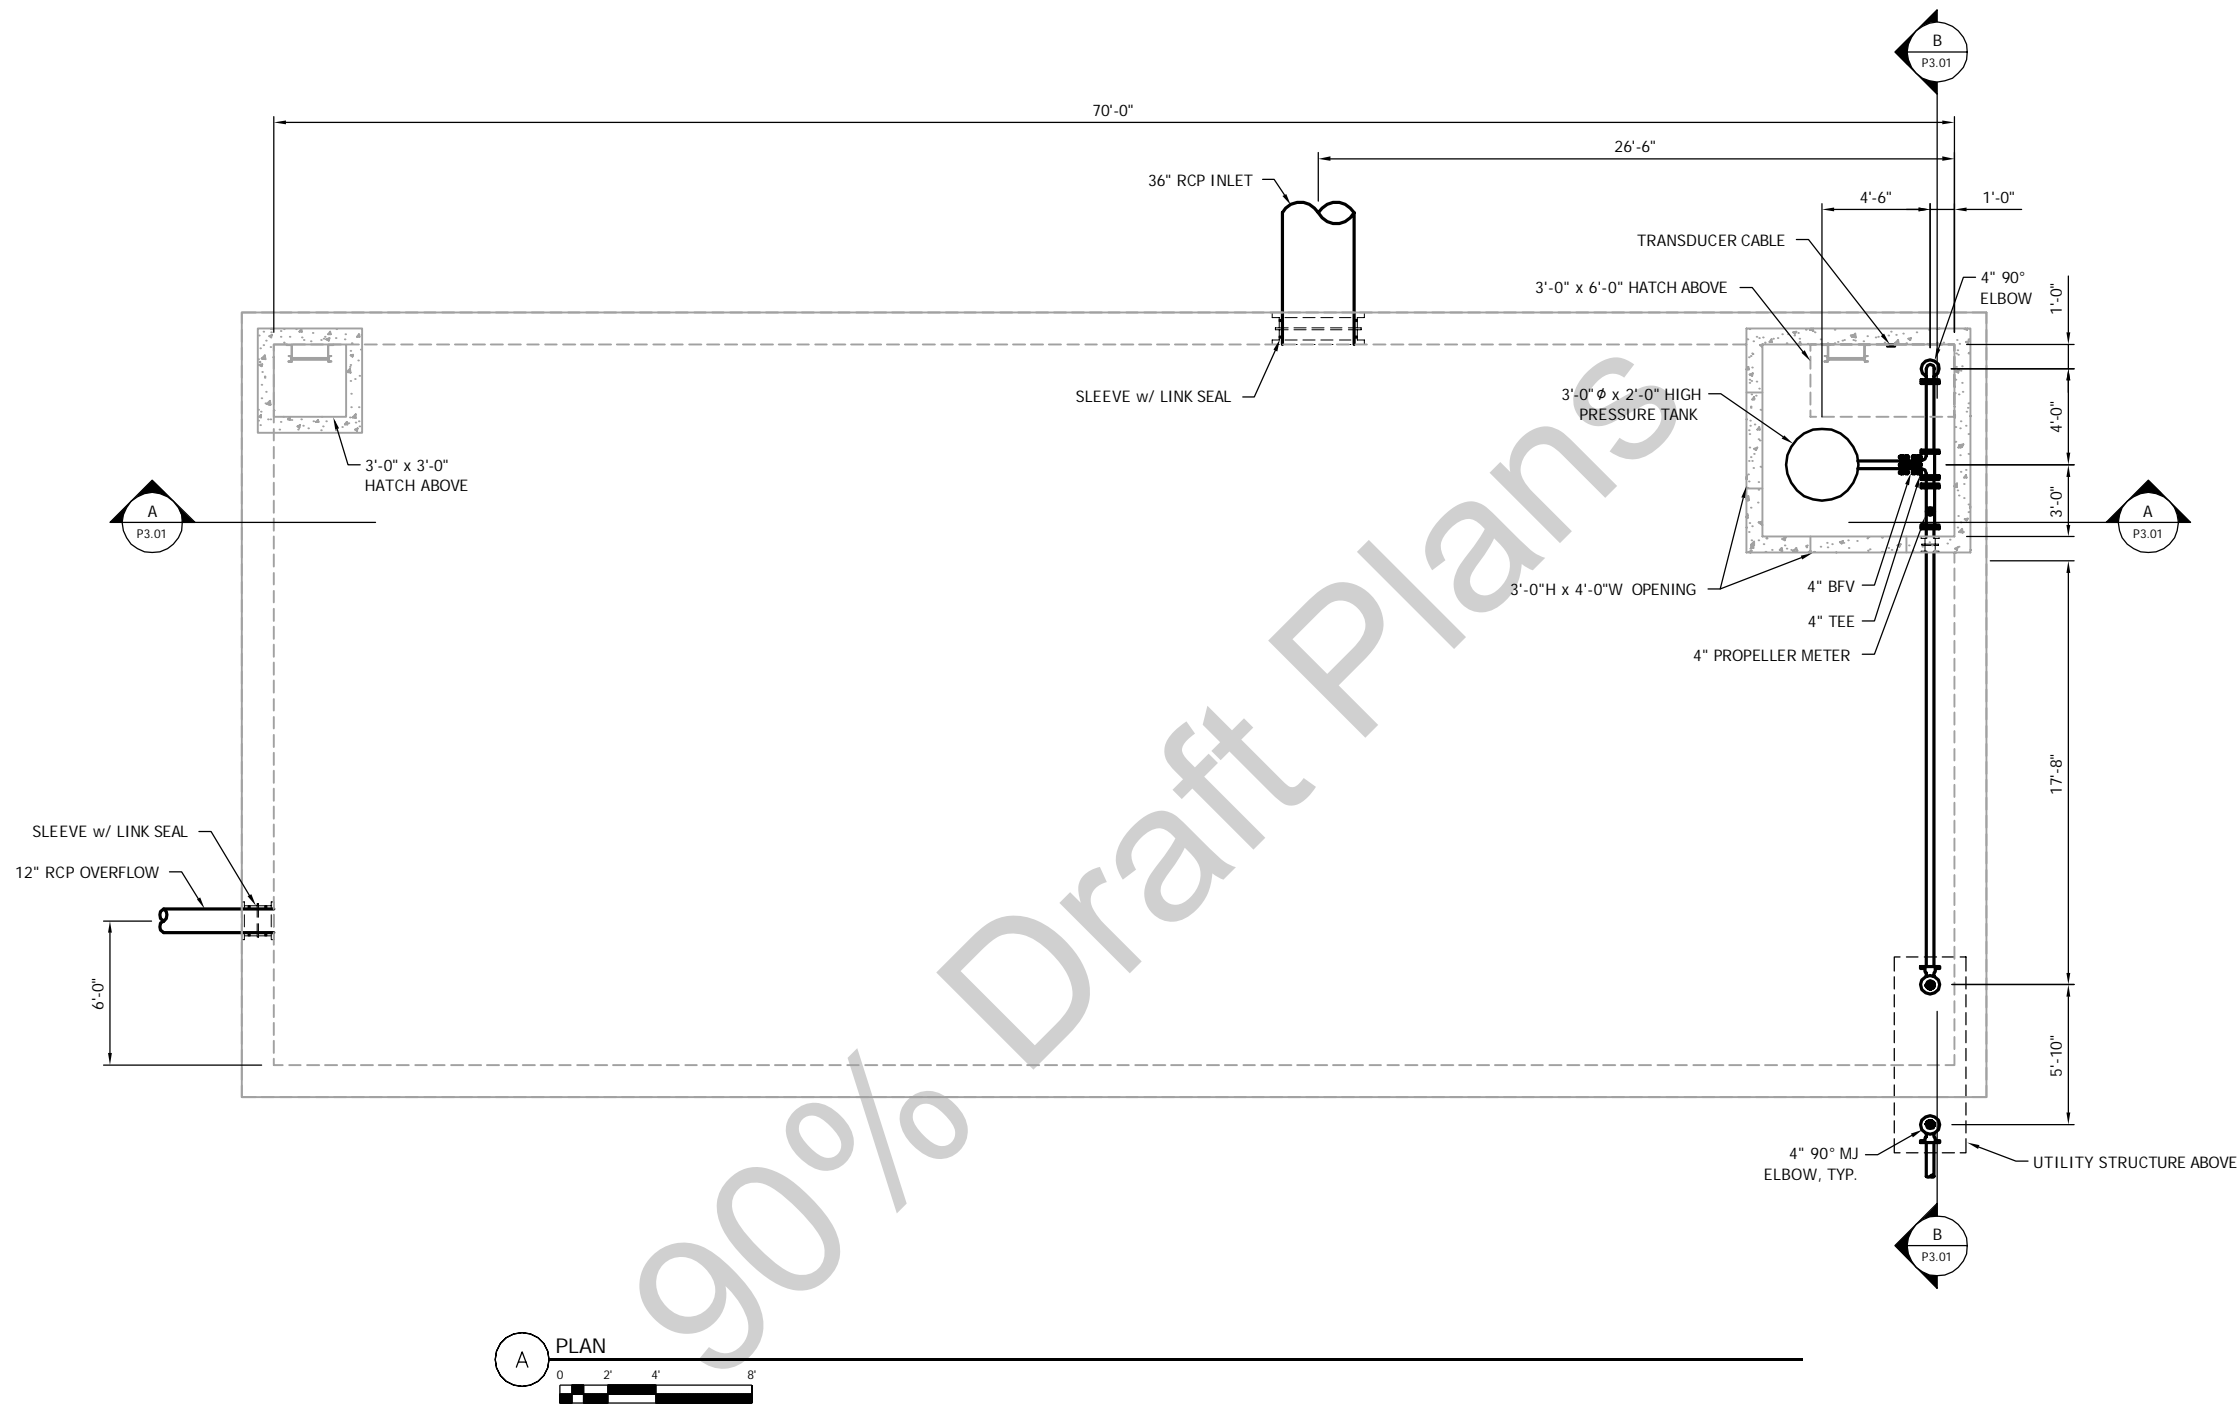 B
P3.01
70'-0"
26'-6"
36" RCP INLET
4'-6"
1'-0"
TRANSDUCER CABLE
4" 90°
ELBOW
3'-0" x 6'-0" HATCH ABOVE
1'-0"
SLEEVE w/ LINK SEAL
3'-0" ϕ x 2'-0" HIGH
PRESSURE TANK
4'-0"
3'-0" x 3'-0"
HATCH ABOVE
A
P3.01
3'-0"
A
P3.01
3'-0"H x 4'-0"W OPENING
4" BFV
4" TEE
4" PROPELLER METER
17'-8"
SLEEVE w/ LINK SEAL
12" RCP OVERFLOW
6'-0"
5'-10"
4" 90° MJ
ELBOW, TYP.
UTILITY STRUCTURE ABOVE
B
P3.01
90% Draft Plans
A
PLAN
0 2' 4' 8'